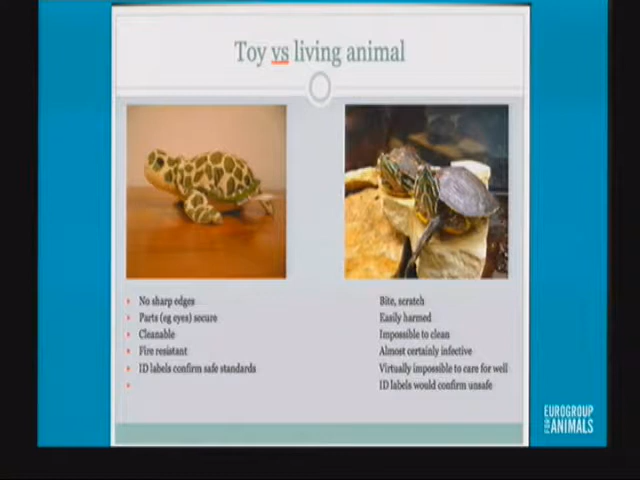 Toy vs living animal
No sharp edges
Parts (eg eyes) secure
Cleanable
Fire resistant
ID labels confirm safe standards
Bite, scratch
Easily harmed
Impossible to clean
Almost certainly infective
Virtually impossible to care for well
ID labels would confirm unsafe
EUROGROUP
FOR ANIMALS